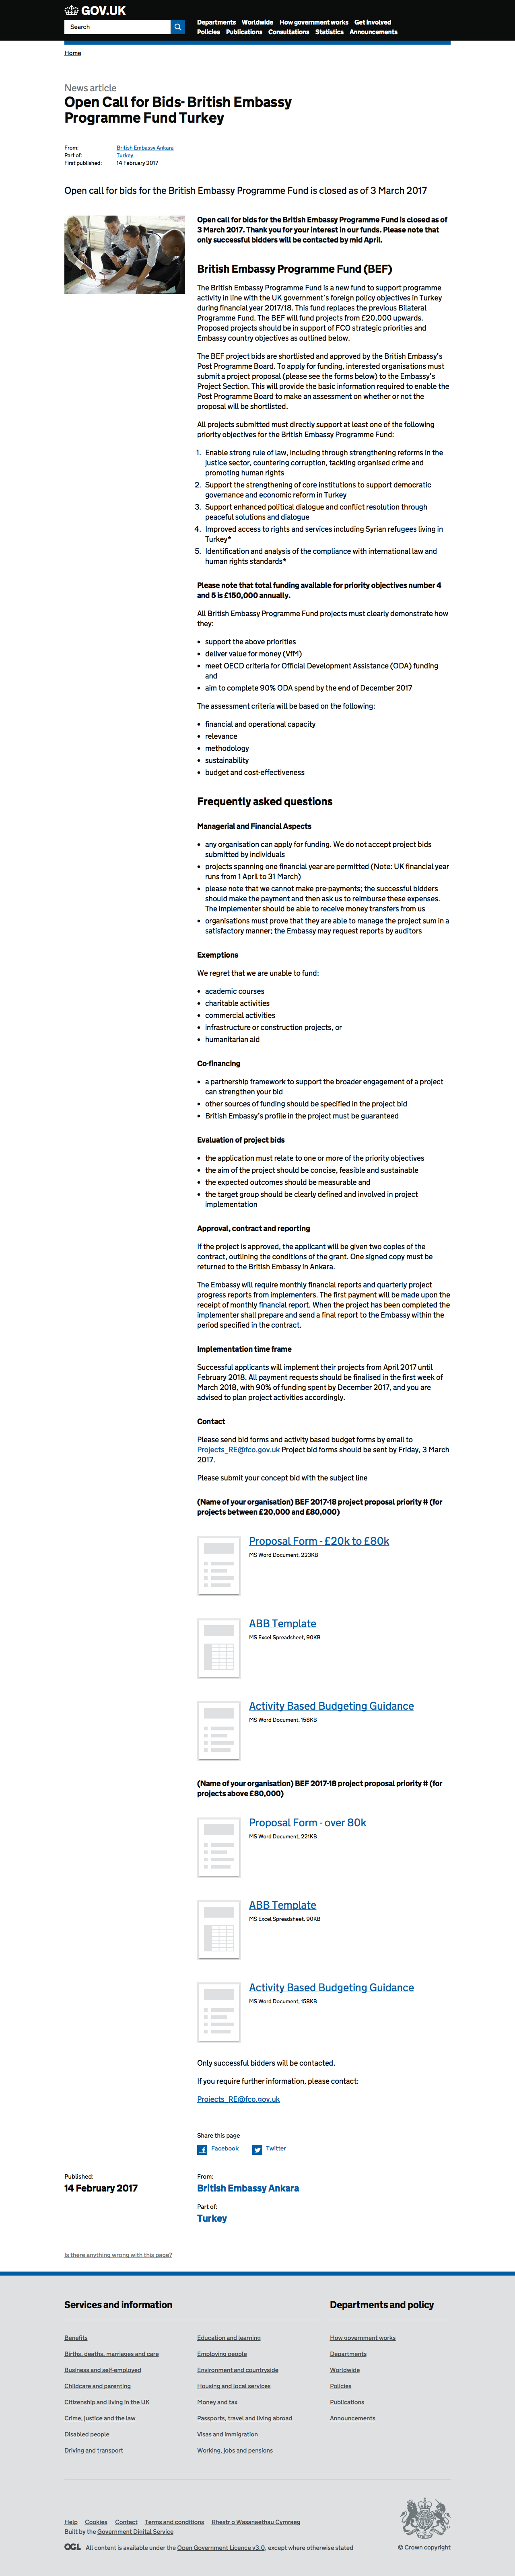 GOV.UK
Search
Departments Worldwide How government works Get involved
Policies Publications Consultations Statistics Announcements
Home
News article
Open Call for Bids- British Embassy
Programme Fund Turkey
From: British Embassy Ankara
Part of: Turkey
First published: 14 February 2017
Open call for bids for the British Embassy Programme Fund is closed as of 3 March 2017
Open call for bids for the British Embassy Programme Fund is closed as of
3 March 2017. Thank you for your interest in our funds. Please note that
only successful bidders will be contacted by mid April.
British Embassy Programme Fund (BEF)
The British Embassy Programme Fund is a new fund to support programme
activity in line with the UK government's foreign policy objectives in Turkey
during financial year 2017/18. This fund replaces the previous Bilateral
Programme Fund. The BEF will fund projects from £20,000 upwards.
Proposed projects should be in support of FCO strategic priorities and
Embassy country objectives as outlined below.
The BEF project bids are shortlisted and approved by the British Embassy's
Post Programme Board. To apply for funding, interested organisations must
submit a project proposal (please see the forms below) to the Embassy's
Project Section. This will provide the basic information required to enable the
Post Programme Board to make an assessment on whether or not the
proposal will be shortlisted.
All projects submitted must directly support at least one of the following
priority objectives for the British Embassy Programme Fund:
1. Enable strong rule of law, including through strengthening reforms in the
justice sector, countering corruption, tackling organised crime and
promoting human rights
2. Support the strengthening of core institutions to support democratic
governance and economic reform in Turkey
3. Support enhanced political dialogue and conflict resolution through
peaceful solutions and dialogue
4. Improved access to rights and services including Syrian refugees living in
Turkey*
5. Identification and analysis of the compliance with international law and
human rights standards*
Please note that total funding available for priority objectives number 4
and 5 is £150,000 annually.
All British Embassy Programme Fund projects must clearly demonstrate how
they:
• support the above priorities
• deliver value for money (VfM)
• meet OECD criteria for Official Development Assistance (ODA) funding
and
• aim to complete 90% ODA spend by the end of December 2017
The assessment criteria will be based on the following:
• financial and operational capacity
• relevance
• methodology
• sustainability
• budget and cost-effectiveness
Frequently asked questions
Managerial and Financial Aspects
• any organisation can apply for funding. We do not accept project bids
submitted by individuals
• projects spanning one financial year are permitted (Note: UK financial year
runs from 1 April to 31 March)
• please note that we cannot make pre-payments; the successful bidders
should make the payment and then ask us to reimburse these expenses.
The implementer should be able to receive money transfers from us
• organisations must prove that they are able to manage the project sum in a
satisfactory manner; the Embassy may request reports by auditors
Exemptions
We regret that we are unable to fund:
• academic courses
• charitable activities
• commercial activities
• infrastructure or construction projects, or
• humanitarian aid
Co-financing
• a partnership framework to support the broader engagement of a project
can strengthen your bid
• other sources of funding should be specified in the project bid
• British Embassy's profile in the project must be guaranteed
Evaluation of project bids
• the application must relate to one or more of the priority objectives
• the aim of the project should be concise, feasible and sustainable
• the expected outcomes should be measurable and
• the target group should be clearly defined and involved in project
implementation
Approval, contract and reporting
If the project is approved, the applicant will be given two copies of the
contract, outlining the conditions of the grant. One signed copy must be
returned to the British Embassy in Ankara.
The Embassy will require monthly financial reports and quarterly project
progress reports from implementers. The first payment will be made upon the
receipt of monthly financial report. When the project has been completed the
implementer shall prepare and send a final report to the Embassy within the
period specified in the contract.
Implementation time frame
Successful applicants will implement their projects from April 2017 until
February 2018. All payment requests should be finalised in the first week of
March 2018, with 90% of funding spent by December 2017, and you are
advised to plan project activities accordingly.
Contact
Please send bid forms and activity based budget forms by email to
Projects_RE@fco.gov.uk Project bid forms should be sent by Friday, 3 March
2017.
Please submit your concept bid with the subject line
(Name of your organisation) BEF 2017-18 project proposal priority # (for
projects between £20,000 and £80,000)
Proposal Form - £20k to £80k
MS Word Document, 223KB
ABB Template
MS Excel Spreadsheet, 90KB
Activity Based Budgeting Guidance
MS Word Document, 158KB
(Name of your organisation) BEF 2017-18 project proposal priority # (for
projects above £80,000)
Proposal Form - over 80k
MS Word Document, 221KB
ABB Template
MS Excel Spreadsheet, 90KB
Activity Based Budgeting Guidance
MS Word Document, 158KB
Only successful bidders will be contacted.
If you require further information, please contact:
Projects_RE@fco.gov.uk
Share this page
Facebook Twitter
Published:
14 February 2017
From:
British Embassy Ankara
Part of:
Turkey
Is there anything wrong with this page?
Services and information
Benefits
Births, deaths, marriages and care
Business and self-employed
Childcare and parenting
Citizenship and living in the UK
Crime, justice and the law
Disabled people
Driving and transport
Education and learning
Employing people
Environment and countryside
Housing and local services
Money and tax
Passports, travel and living abroad
Visas and immigration
Working, jobs and pensions
Departments and policy
How government works
Departments
Worldwide
Policies
Publications
Announcements
Help Cookies Contact Terms and conditions Rhestr o Wasanaethau Cymraeg
Built by the Government Digital Service
OGL All content is available under the Open Government Licence v3.0, except where otherwise stated
© Crown copyright